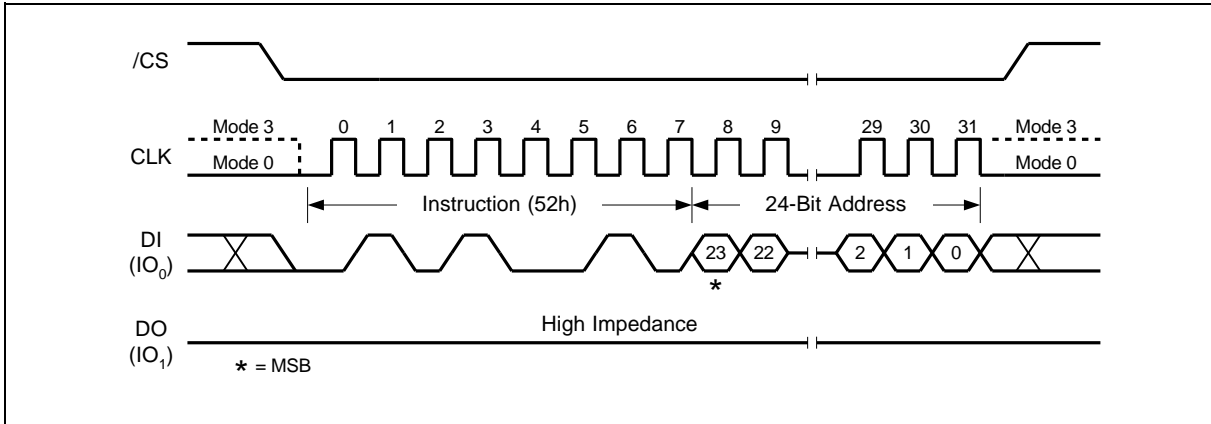 /CS
Mode 3 0 1 2 3 4 5 6 7 8 9 29 30 31 Mode 3
CLK Mode 0 Mode 0
Instruction (52h) 24-Bit Address
DI
(IO0) 23 22 2 1 0
*
High Impedance
DO
(IO1)
* = MSB